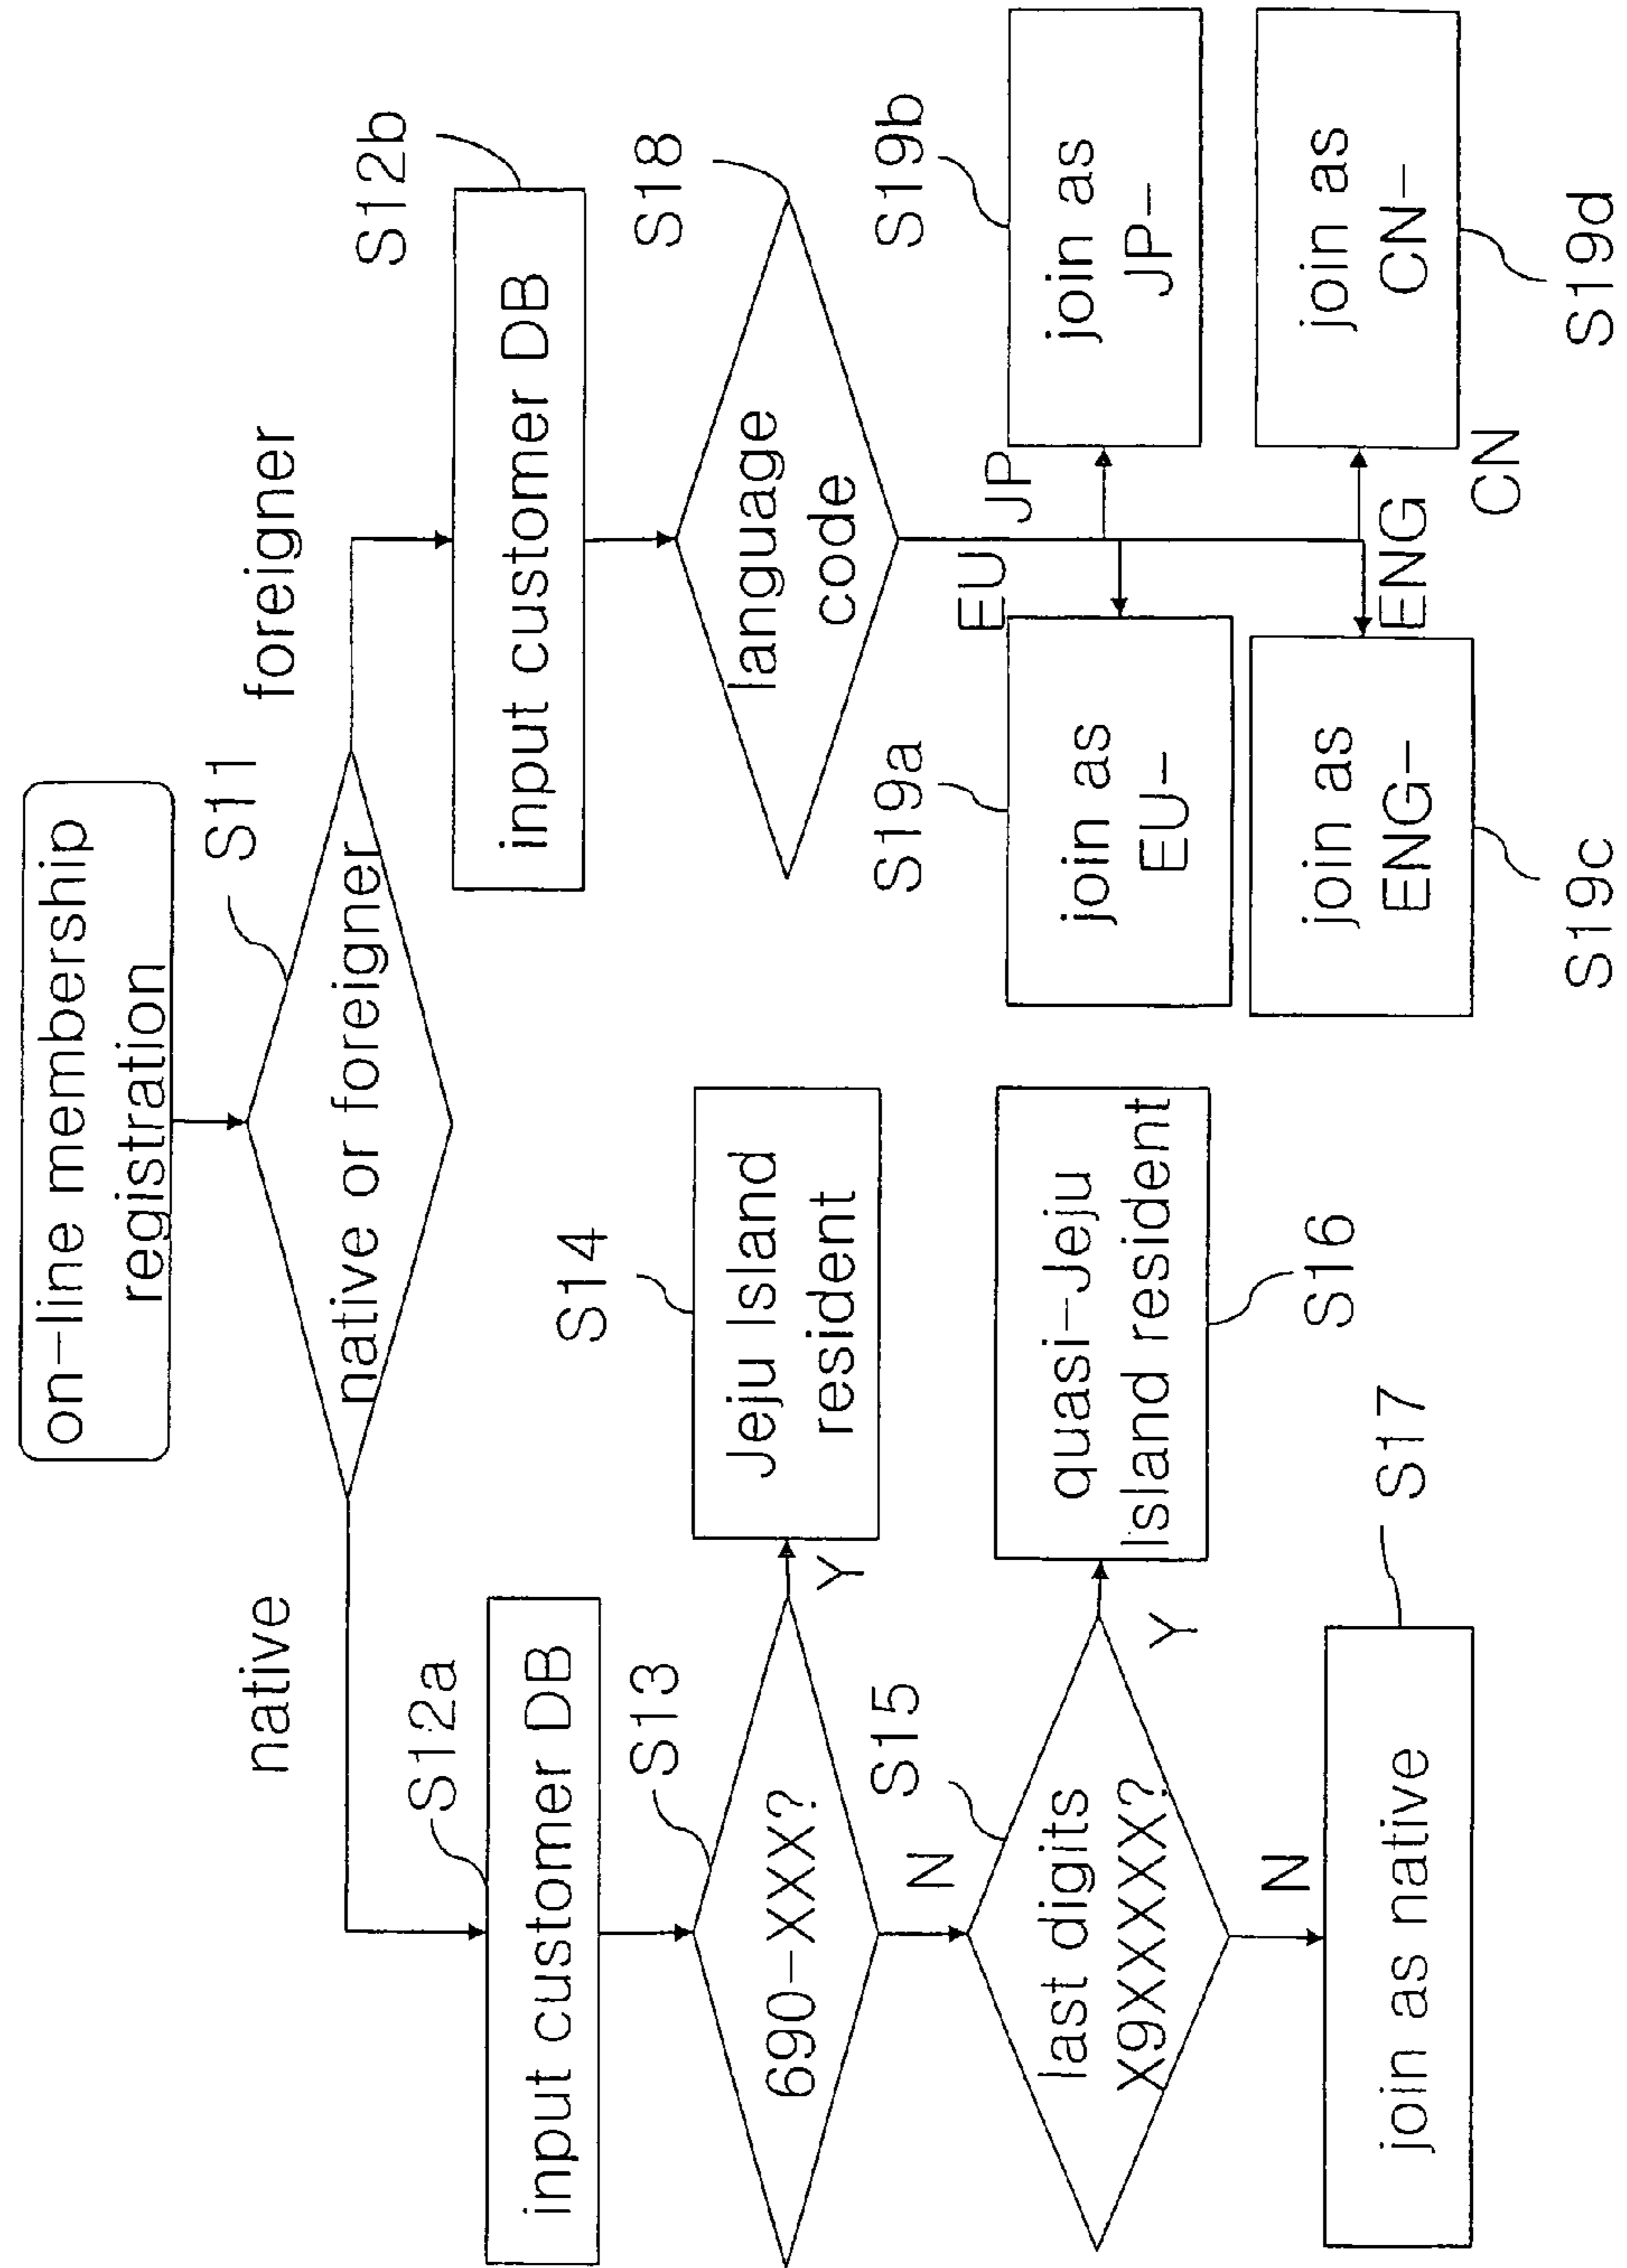 on-line membership
registration
S11
native or foreigner
native
foreigner
S12a
input customer DB
S12b
input customer DB
S13
690-XXX?
Y
S14
Jeju Island
resident
N
S15
last digits
X9XXXXX?
Y
quasi-Jeju
Island resident
S16
N
S17
join as native
S18
language
code
EU
JP
S19a
join as
EU-
S19b
join as
JP-
ENG
CN
join as
ENG-
S19c
join as
CN-
S19d